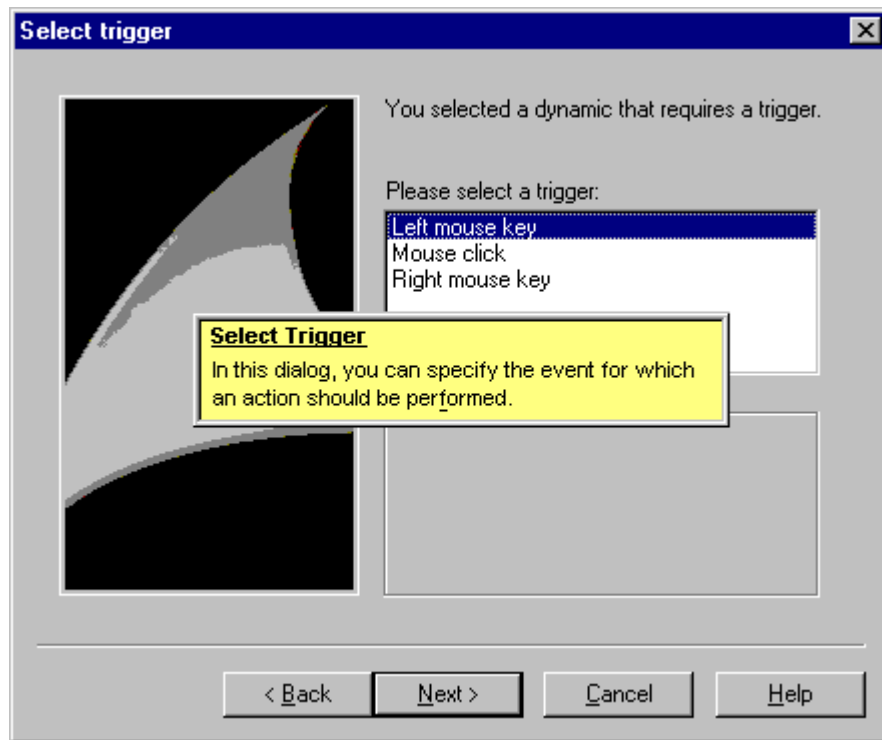 Select trigger
You selected a dynamic that requires a trigger.
Please select a trigger:
Left mouse key
Mouse click
Right mouse key
Select Trigger
In this dialog, you can specify the event for which
an action should be performed.
< Back
Next >
Cancel
Help